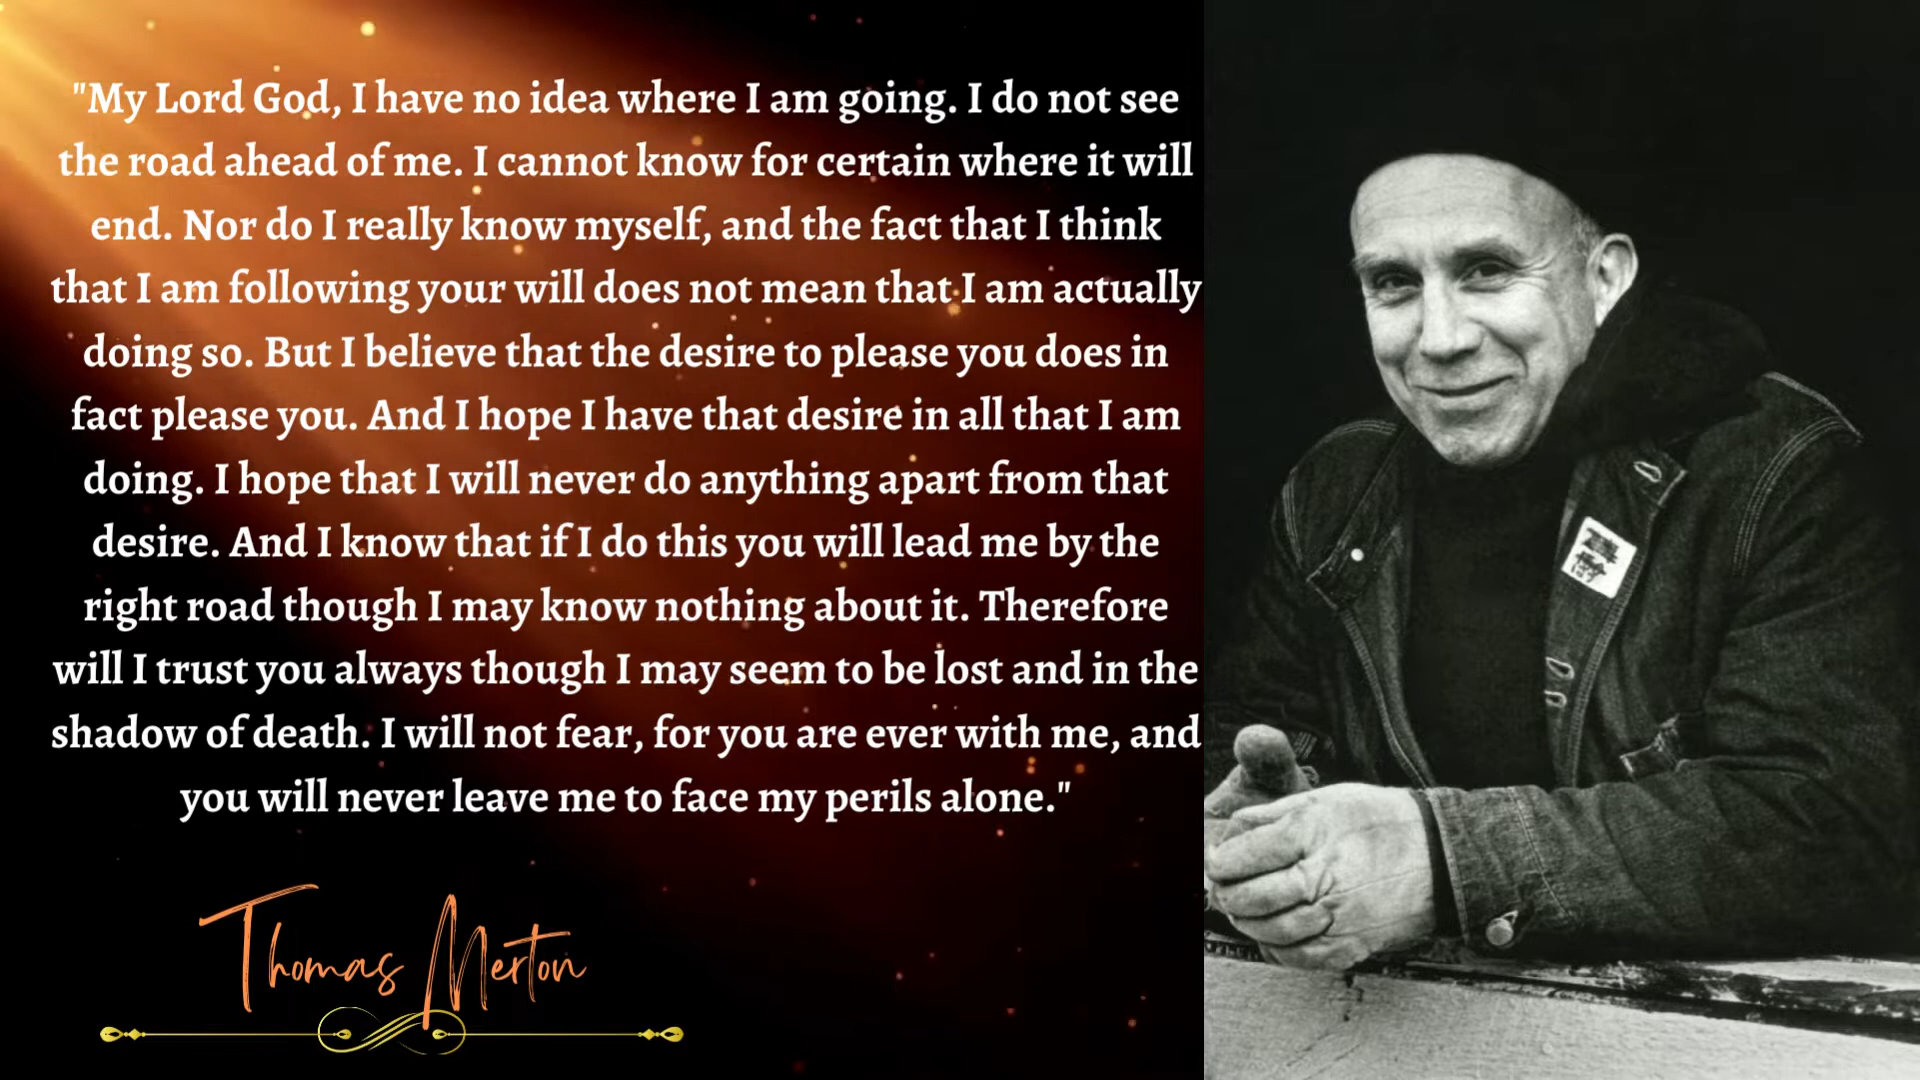 "My Lord God, I have no idea where I am going. I do not see
the road ahead of me. I cannot know for certain where it will
end. Nor do I really know myself, and the fact that I think
that I am following your will does not mean that I am actually
doing so. But I believe that the desire to please you does in
fact please you. And I hope I have that desire in all that I am
doing. I hope that I will never do anything apart from that
desire. And I know that if I do this you will lead me by the
right road though I may know nothing about it. Therefore
will I trust you always though I may seem to be lost and in the
shadow of death. I will not fear, for you are ever with me, and
you will never leave me to face my perils alone."
Thomas Merton